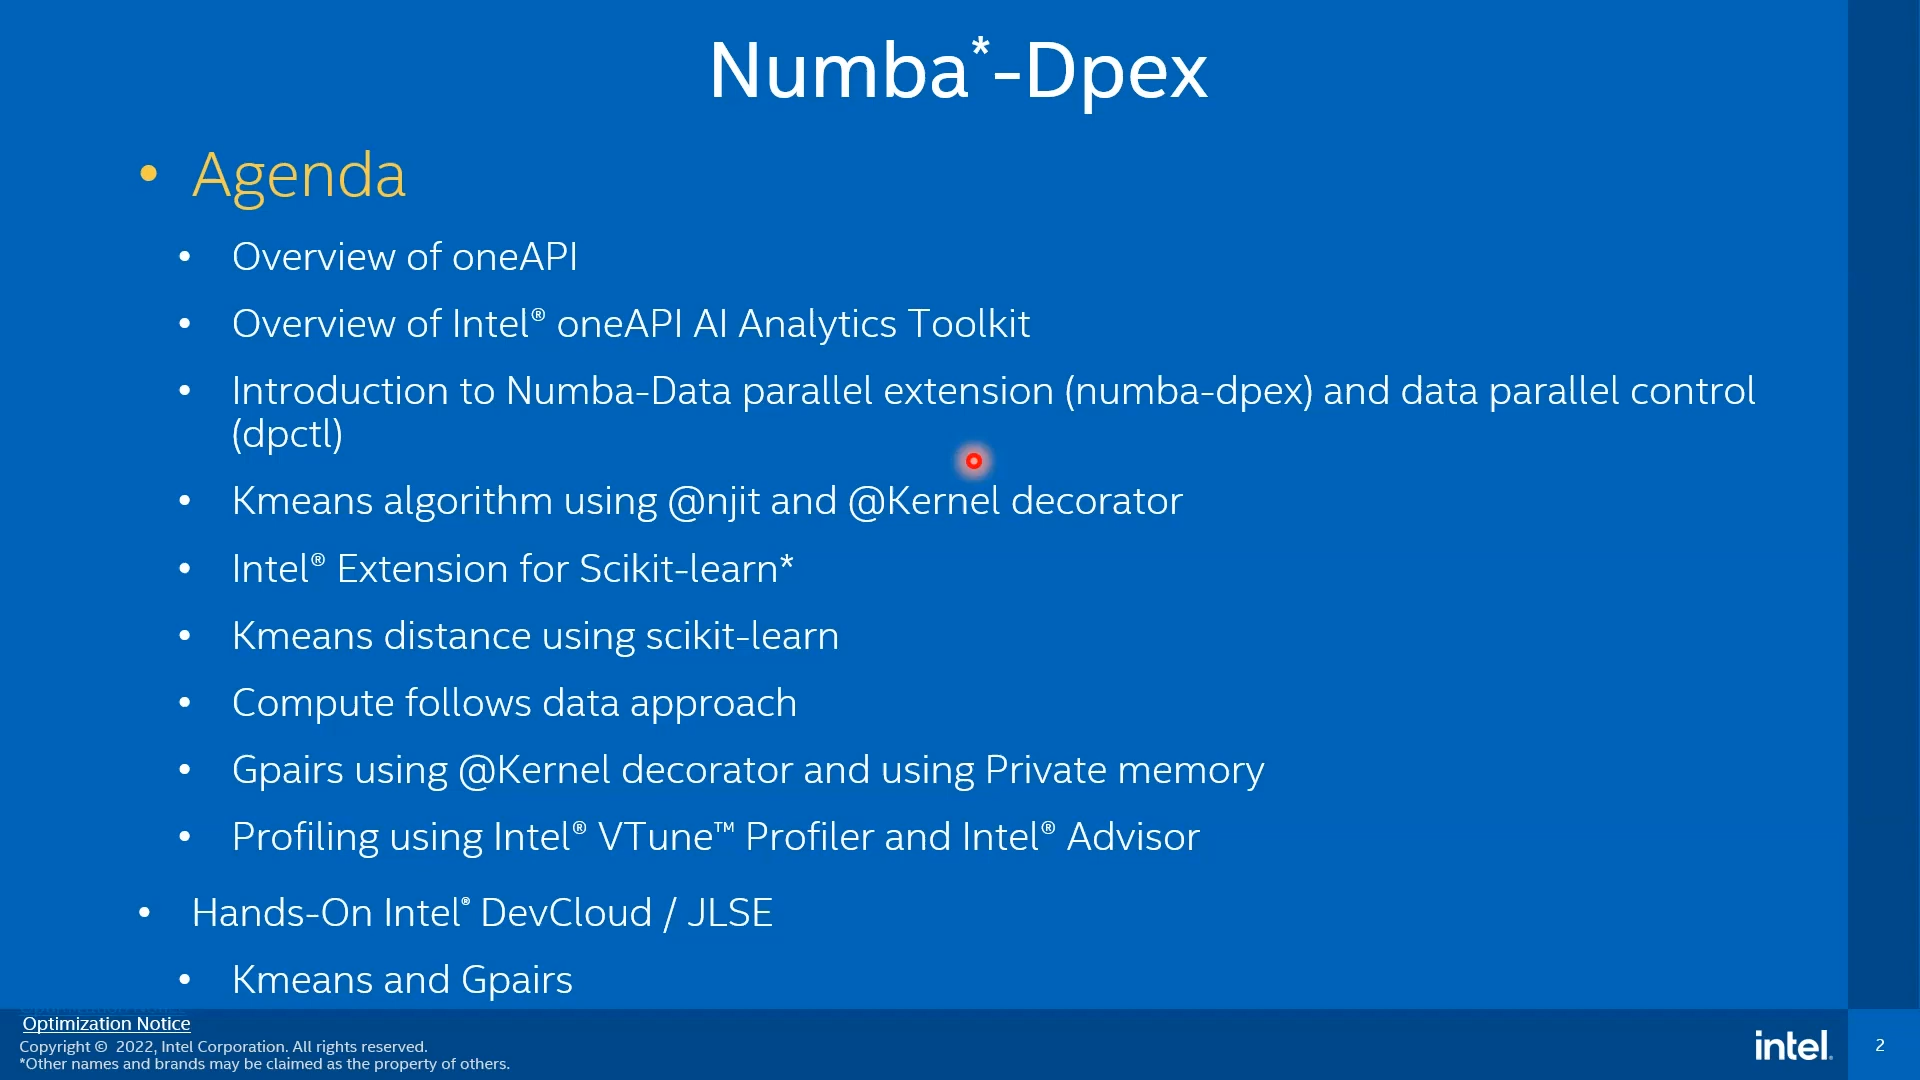 Numba*-Dpex
• Agenda
• Overview of oneAPI
• Overview of Intel® oneAPI AI Analytics Toolkit
• Introduction to Numba-Data parallel extension (numba-dpex) and data parallel control
(dpctl)
• Kmeans algorithm using @njit and @Kernel decorator
• Intel® Extension for Scikit-learn*
• Kmeans distance using scikit-learn
• Compute follows data approach
• Gpairs using @Kernel decorator and using Private memory
• Profiling using Intel® VTune™ Profiler and Intel® Advisor
• Hands-On Intel® DevCloud / JLSE
• Kmeans and Gpairs
Optimization Notice
Copyright © 2022, Intel Corporation. All rights reserved.
*Other names and brands may be claimed as the property of others.
intel.
2